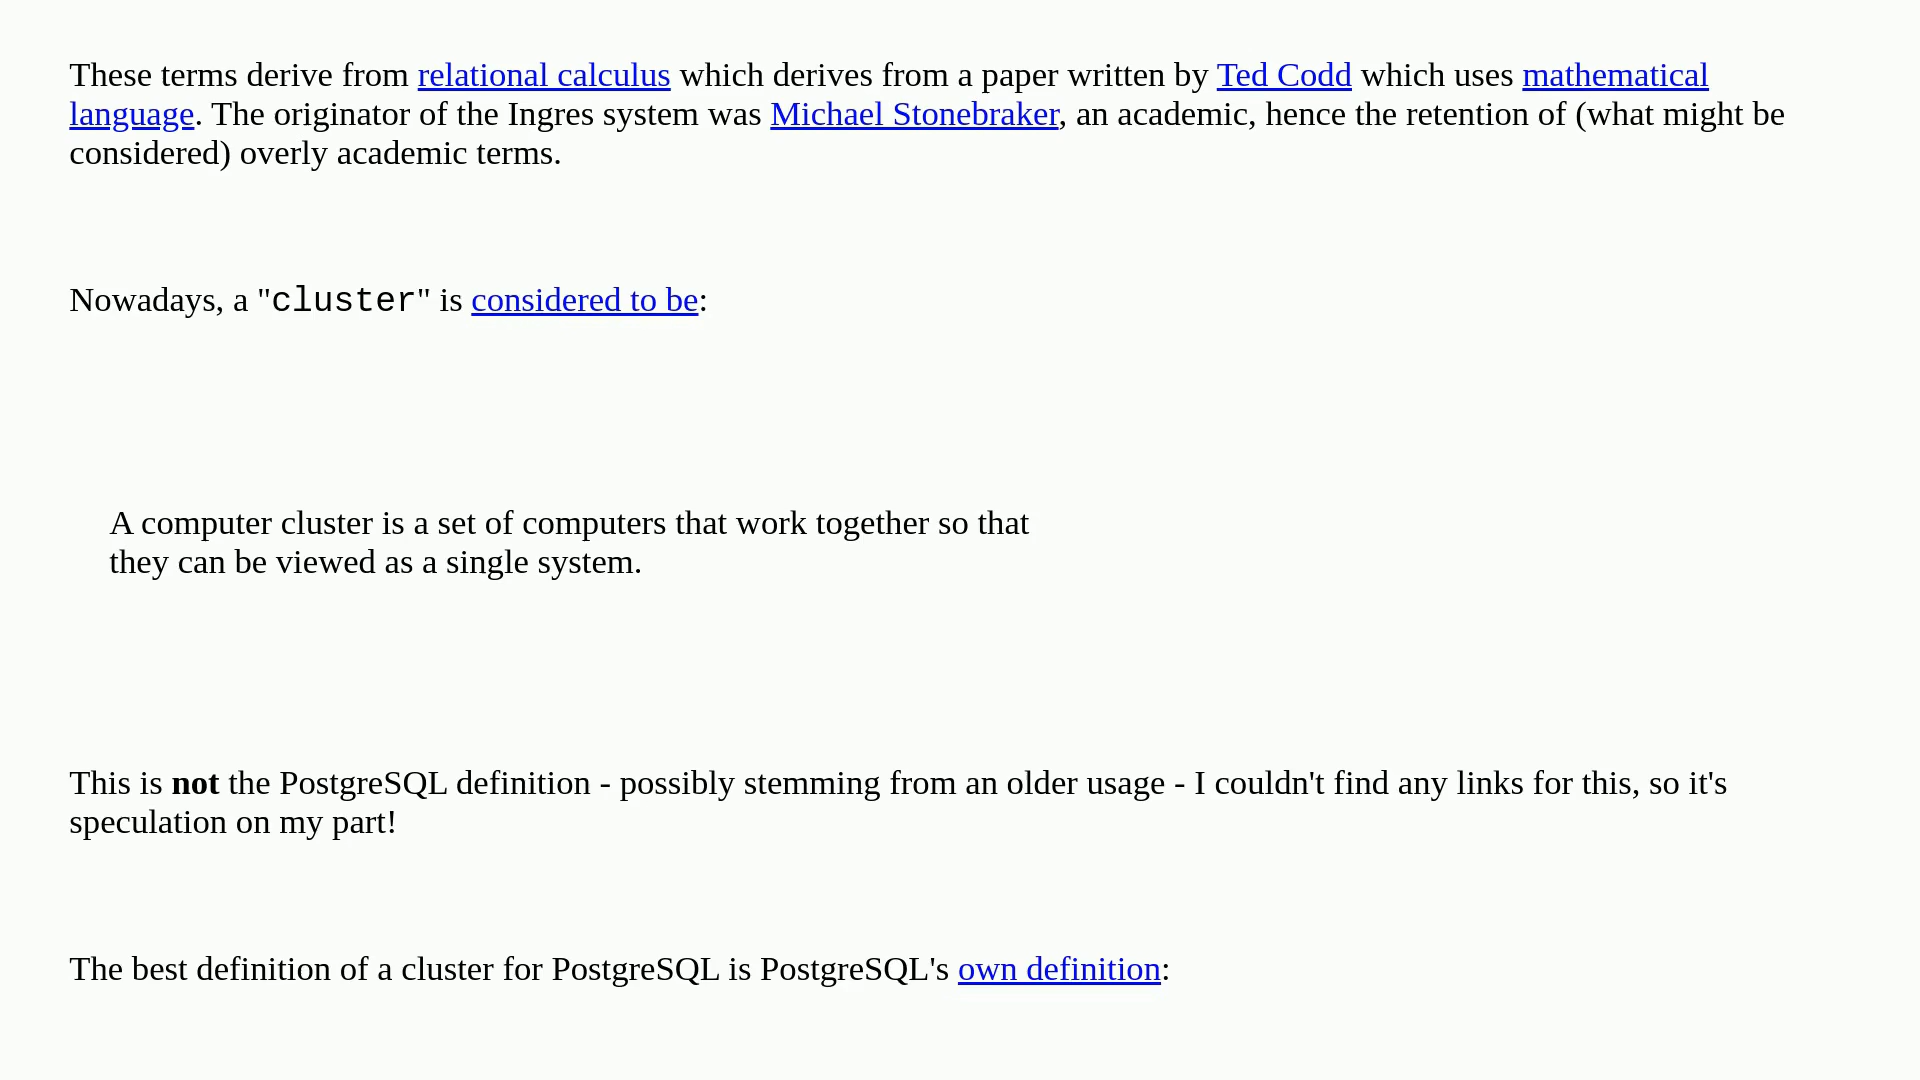 These terms derive from relational calculus which derives from a paper written by Ted Codd which uses mathematical
language. The originator of the Ingres system was Michael Stonebraker, an academic, hence the retention of (what might be
considered) overly academic terms.
Nowadays, a "cluster" is considered to be:
A computer cluster is a set of computers that work together so that
they can be viewed as a single system.
This is not the PostgreSQL definition - possibly stemming from an older usage - I couldn't find any links for this, so it's
speculation on my part!
The best definition of a cluster for PostgreSQL is PostgreSQL's own definition: